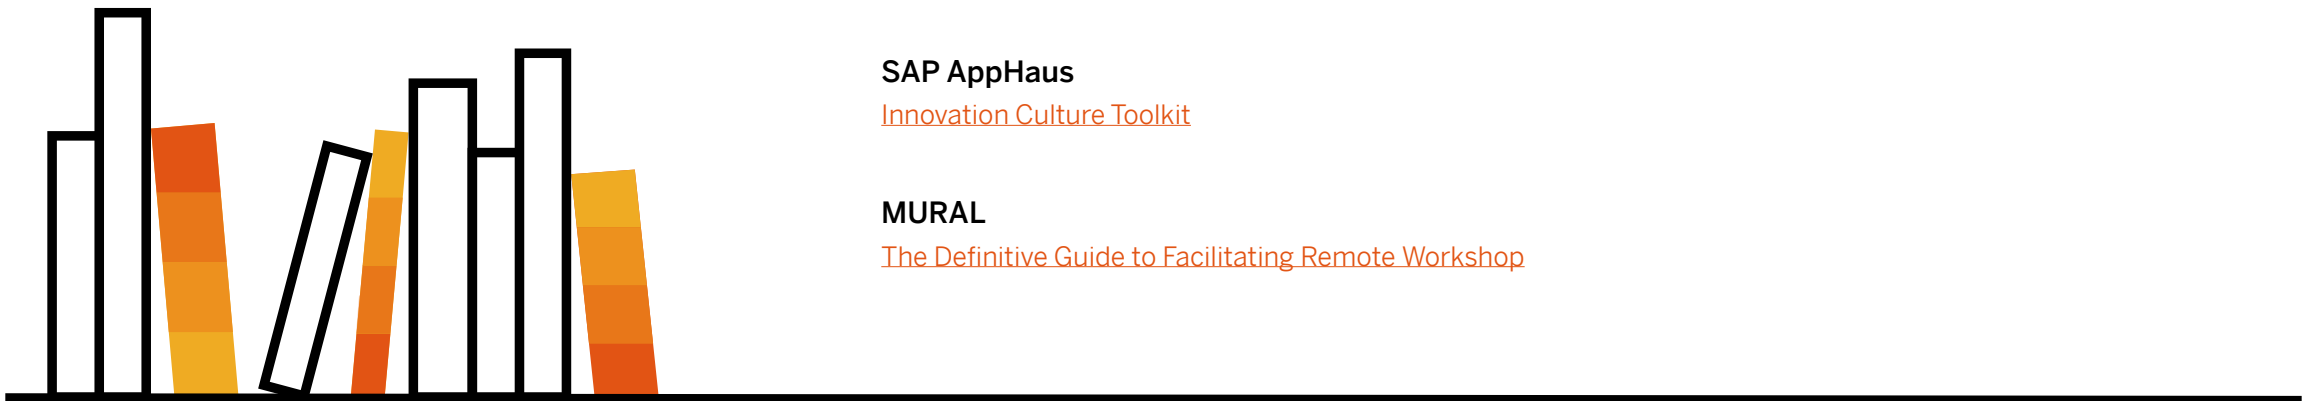 SAP AppHaus
Innovation Culture Toolkit
MURAL
The Definitive Guide to Facilitating Remote Workshop